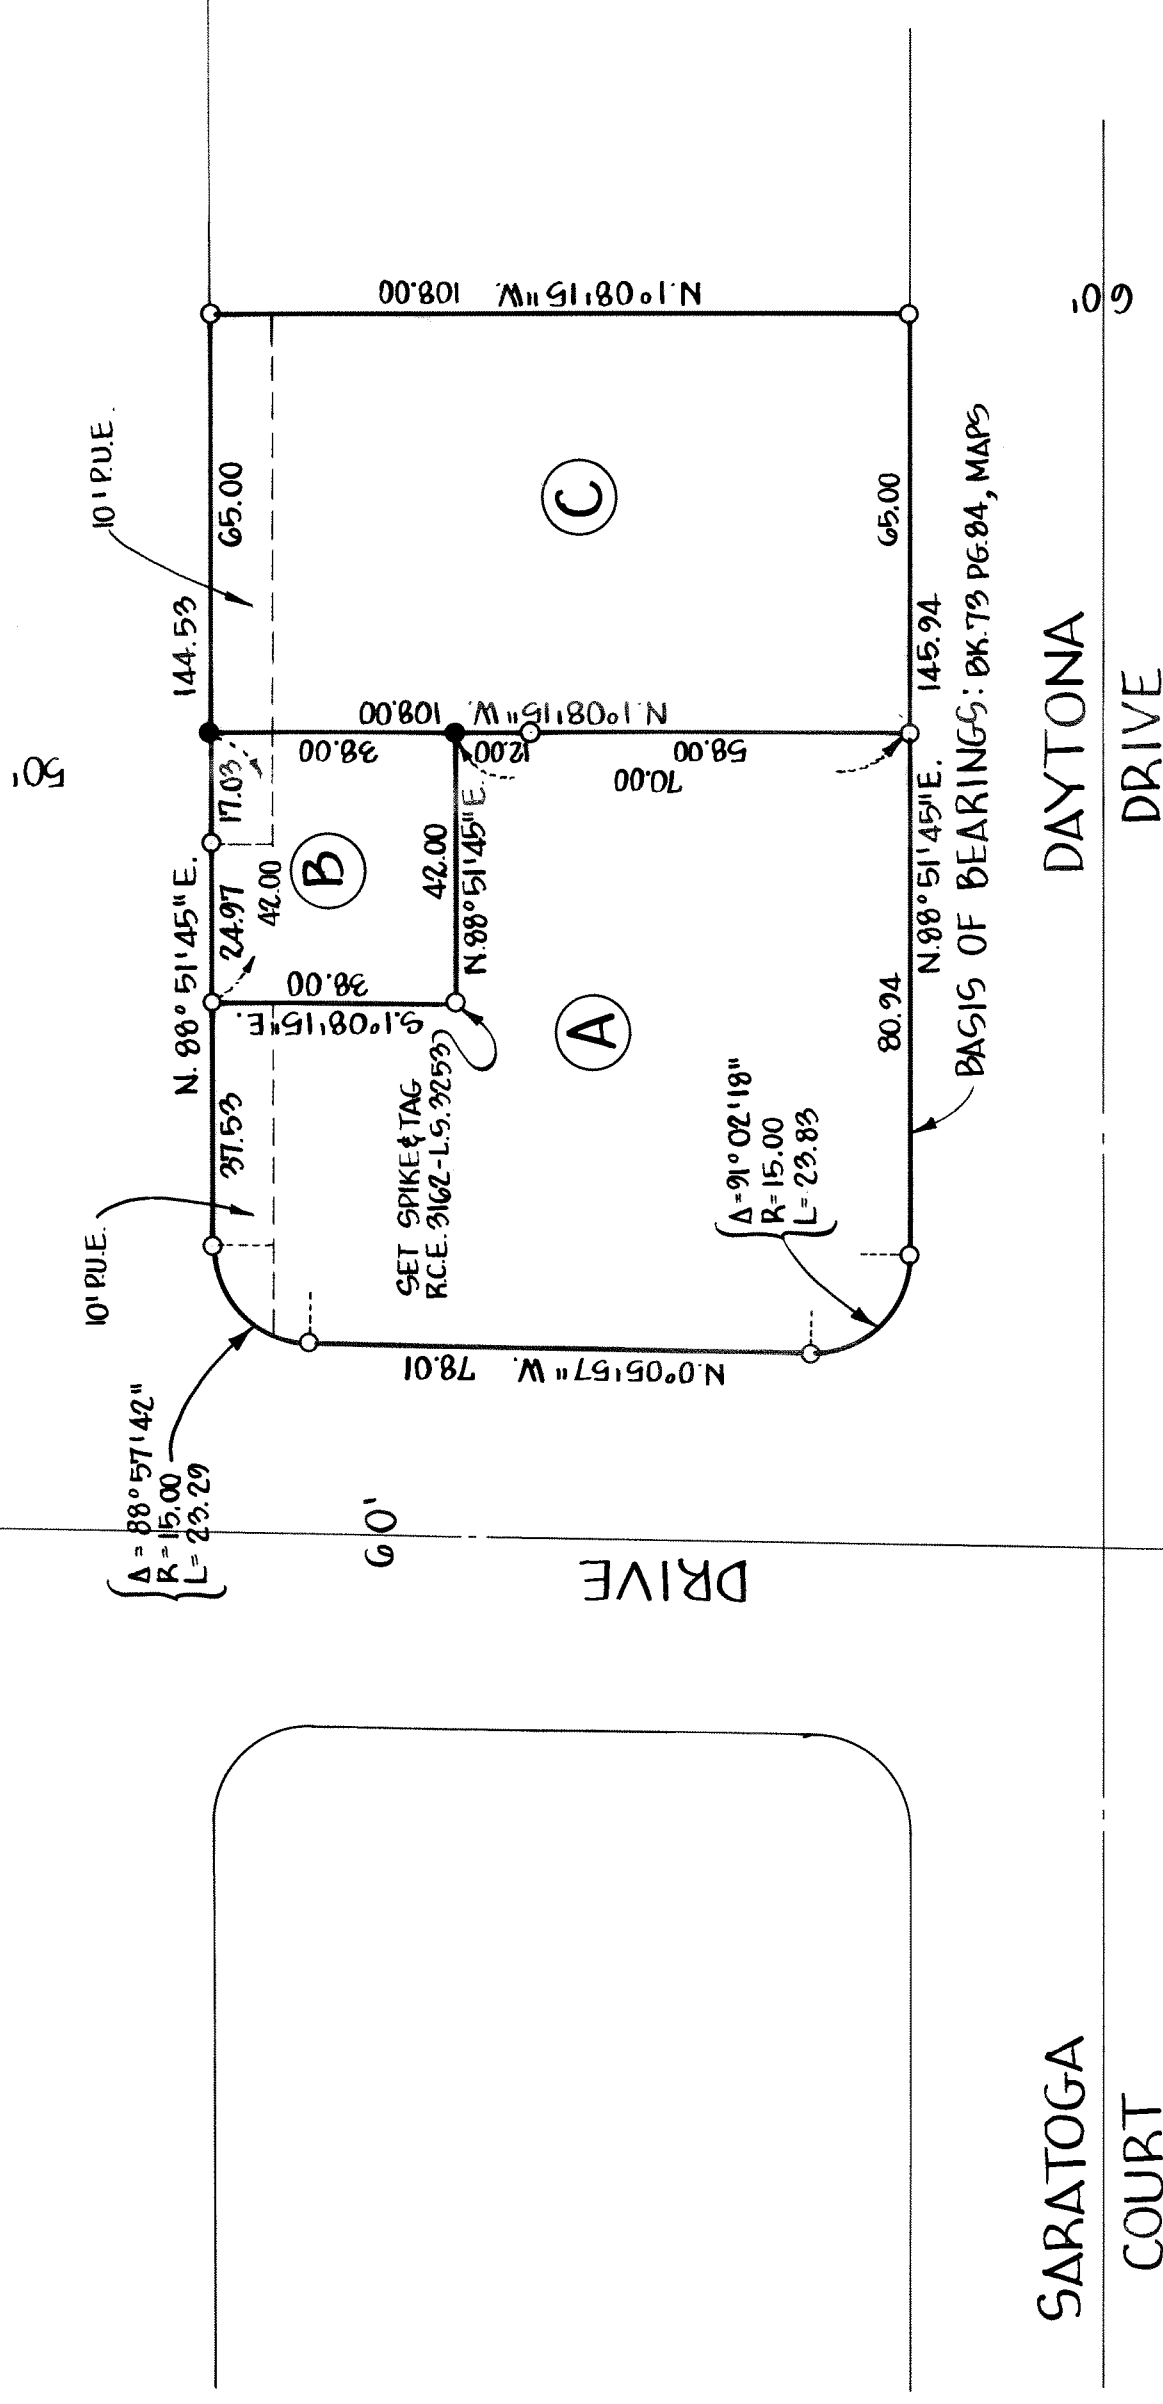 50'
10' P.U.E.
10' P.U.E.
144.53
N. 88° 51' 45" E.
65.00
17.03
24.97
42.00
37.53
Δ = 88° 57' 42"
R = 15.00
L = 23.29
N. 1° 08' 15" W. 108.00
N. 1° 08' 15" W. 108.00
38.00
12.00
58.00
70.00
B
38.00
S. 1° 08' 15" E.
42.00
N. 88° 51' 45" E.
C
A
SET SPIKE & TAG
R.C.E. 3162-L.S. 3253
Δ = 91° 02' 18"
R = 15.00
L = 23.83
N. 0° 05' 57" W. 78.01
60'
DRIVE
65.00
80.94
N. 88° 51' 45" E. 145.94
BASIS OF BEARINGS: BK. 73 PG. 84, MAPS
60'
DAYTONA
DRIVE
SARATOGA
COURT